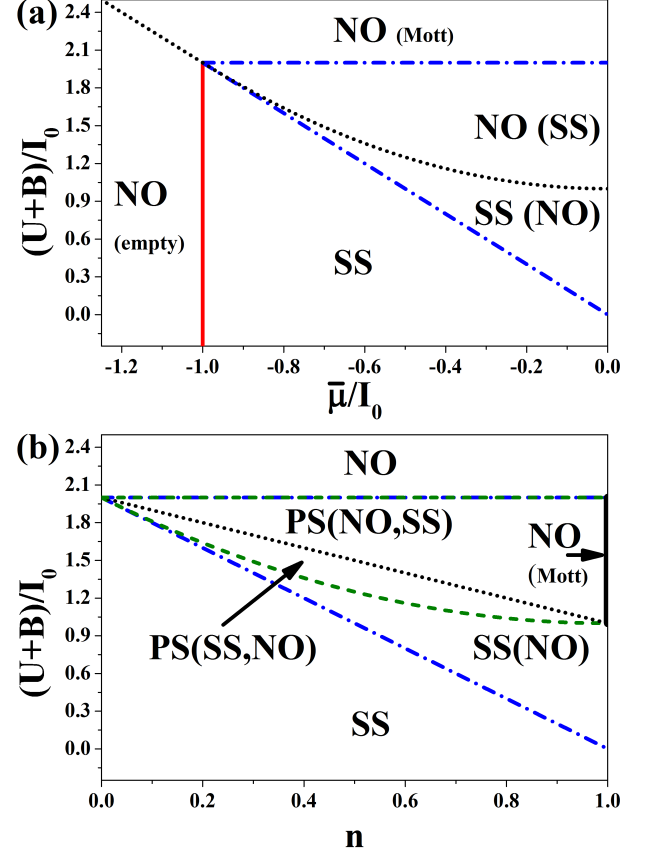 (a)
2.4
2.1
1.8
1.5
1.2
0.9
0.6
0.3
0.0
(U+B)/I₀
NO (Mott)
NO (SS)
SS (NO)
NO
(empty)
SS
-1.2 -1.0 -0.8 -0.6 -0.4 -0.2 0.0
μ̄/I₀
(b)
2.4
2.1
1.8
1.5
1.2
0.9
0.6
0.3
0.0
(U+B)/I₀
NO
PS(NO,SS)
NO
(Mott)
PS(SS,NO)
SS(NO)
SS
0.0 0.2 0.4 0.6 0.8 1.0
n